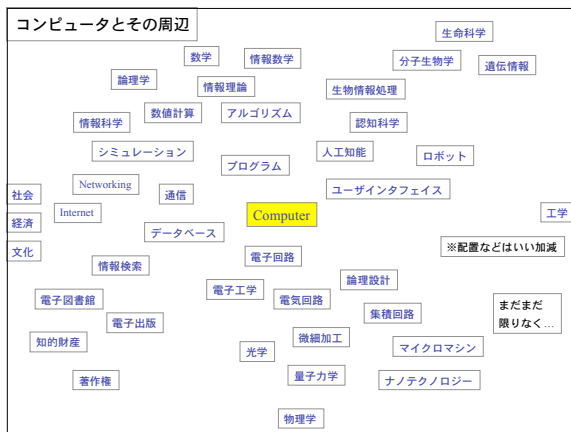 コンピュータとその周辺
生命科学
数学
情報数学
分子生物学
遺伝情報
論理学
情報理論
生物情報処理
数値計算
アルゴリズム
情報科学
認知科学
シミュレーション
人工知能
ロボット
プログラム
Networking
通信
ユーザインタフェイス
社会
Internet
Computer
工学
経済
データベース
文化
※配置などはいい加減
電子回路
情報検索
論理設計
電子工学
電子図書館
電気回路
集積回路
まだまだ
限りなく…
電子出版
知的財産
微細加工
マイクロマシン
光学
著作権
量子力学
ナノテクノロジー
物理学